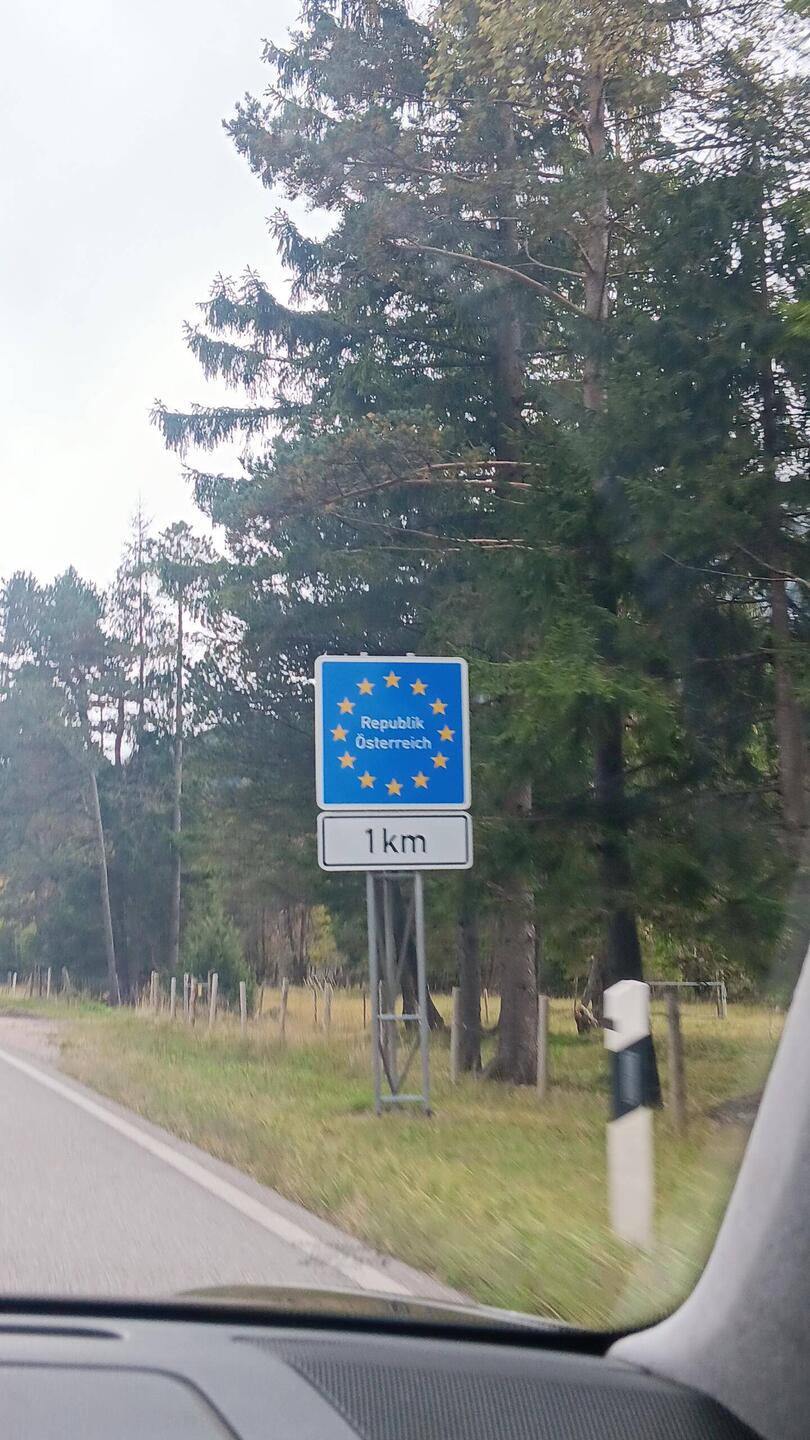 Republik
Österreich
1km